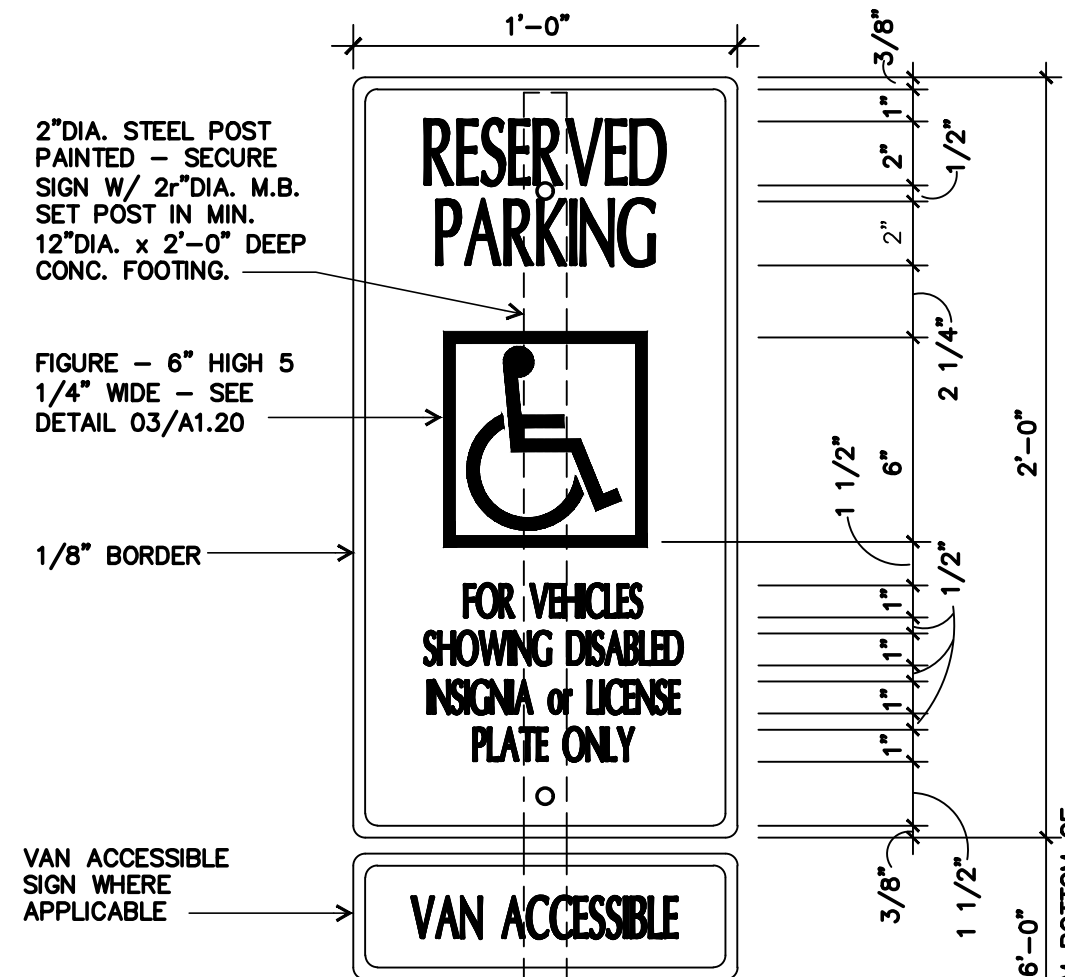 1'-0"
RESERVED
PARKING
2"DIA. STEEL POST
PAINTED – SECURE
SIGN W/ 2r"DIA. M.B.
SET POST IN MIN.
12"DIA. x 2'-0" DEEP
CONC. FOOTING.
FIGURE – 6" HIGH 5
1/4" WIDE – SEE
DETAIL 03/A1.20
1/8" BORDER
FOR VEHICLES
SHOWING DISABLED
INSIGNIA or LICENSE
PLATE ONLY
VAN ACCESSIBLE
SIGN WHERE
APPLICABLE
VAN ACCESSIBLE
3/8"
1"
2"
1/2"
2"
2 1/4"
6"
1 1/2"
1"
1/2"
1"
1"
1"
3/8"
1 1/2"
2'-0"
6'-0"
BOTTOM OF